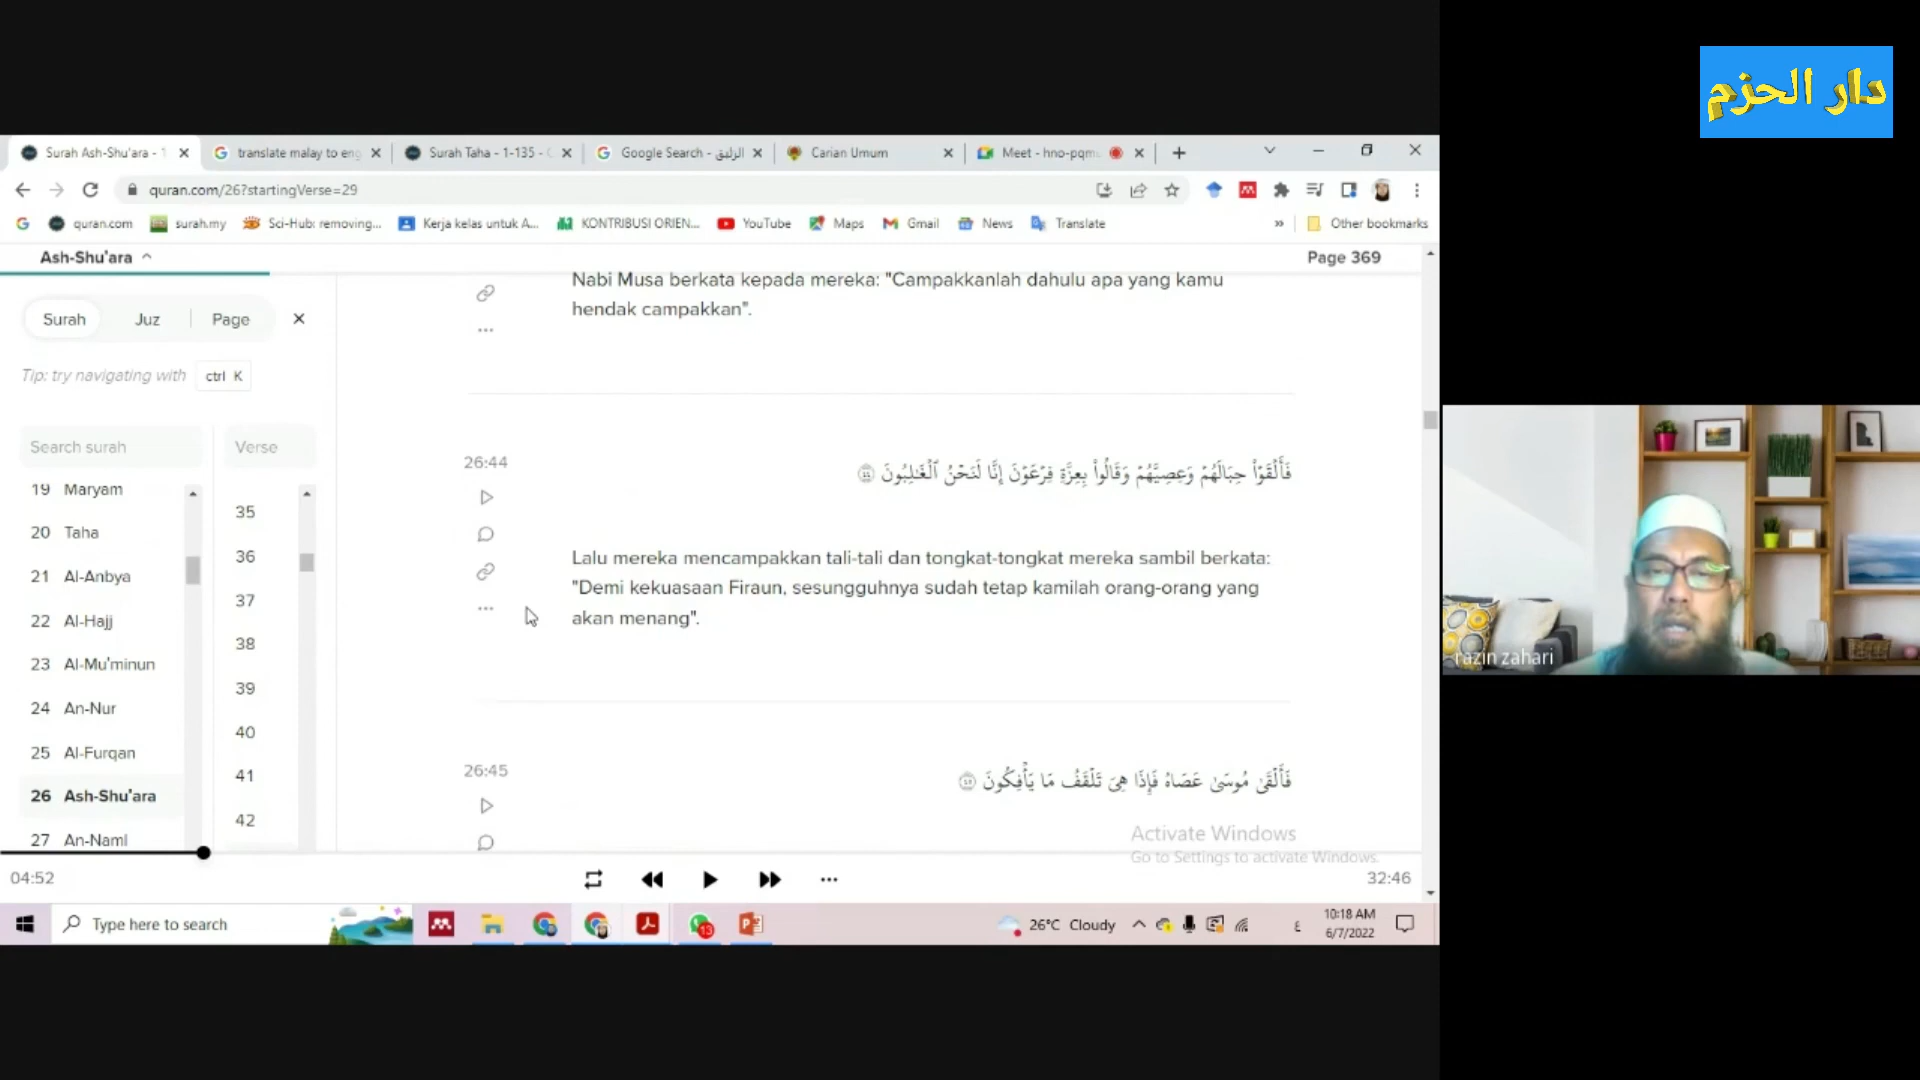 دار الحزم
Surah Ash-Shu'ara - 1
translate malay to eng
Surah Taha - 1-135 - C
الزلبق - Google Search
Carian Umum
Meet - hno-pqm
quran.com/26?startingVerse=29
quran.com
surah.my
Sci-Hub: removing...
Kerja kelas untuk A...
KONTRIBUSI ORIEN...
YouTube
Maps
Gmail
News
Translate
»
Other bookmarks
Ash-Shu'ara
Page 369
Surah
Juz
Page
Tip: try navigating with ctrl K
Search surah
Verse
19 Maryam
20 Taha
21 Al-Anbya
22 Al-Hajj
23 Al-Mu'minun
24 An-Nur
25 Al-Furqan
26 Ash-Shu'ara
27 An-Naml
35
36
37
38
39
40
41
42
Nabi Musa berkata kepada mereka: "Campakkanlah dahulu apa yang kamu
hendak campakkan".
26:44
فَأَلْقَوْا۟ حِبَالَهُمْ وَعِصِيَّهُمْ وَقَالُوا۟ بِعِزَّةِ فِرْعَوْنَ إِنَّا لَنَحْنُ ٱلْغَـٰلِبُونَ ٤٤
Lalu mereka mencampakkan tali-tali dan tongkat-tongkat mereka sambil berkata:
"Demi kekuasaan Firaun, sesungguhnya sudah tetap kamilah orang-orang yang
akan menang".
26:45
فَأَلْقَىٰ مُوسَىٰ عَصَاهُ فَإِذَا هِىَ تَلْقَفُ مَا يَأْفِكُونَ ٤٥
Activate Windows
Go to Settings to activate Windows.
04:52
32:46
Type here to search
13
26°C Cloudy
ع
10:18 AM
6/7/2022
razin zahari